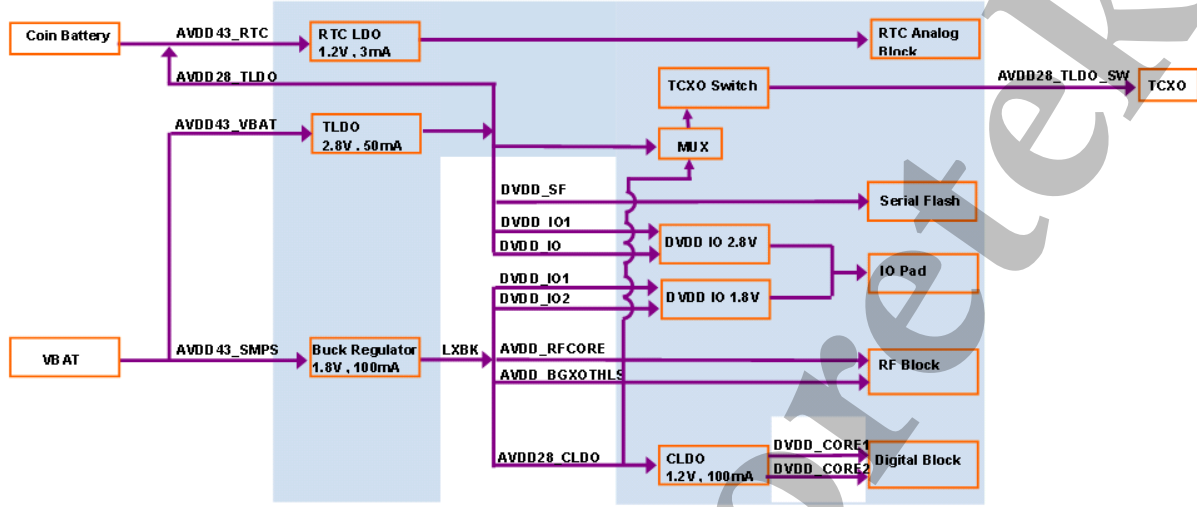 Coin Battery
AVDD43_RTC
RTC LDO
1.2V , 3mA
RTC Analog
Block
AVDD28_TLDO
TCXO Switch
AVDD28_TLDO_SW
TCXO
AVDD43_VBAT
TLDO
2.8V , 50mA
MUX
DVDD_SF
Serial Flash
DVDD_IO1
DVDD_IO
DVDD IO 2.8V
IO Pad
DVDD_IO1
DVDD_IO2
DVDD IO 1.8V
VBAT
AVDD43_SMPS
Buck Regulator
1.8V , 100mA
LXBK
AVDD_RFCORE
RF Block
AVDD_BGXOTHLS
AVDD28_CLDO
CLDO
1.2V , 100mA
DVDD_CORE1
DVDD_CORE2
Digital Block